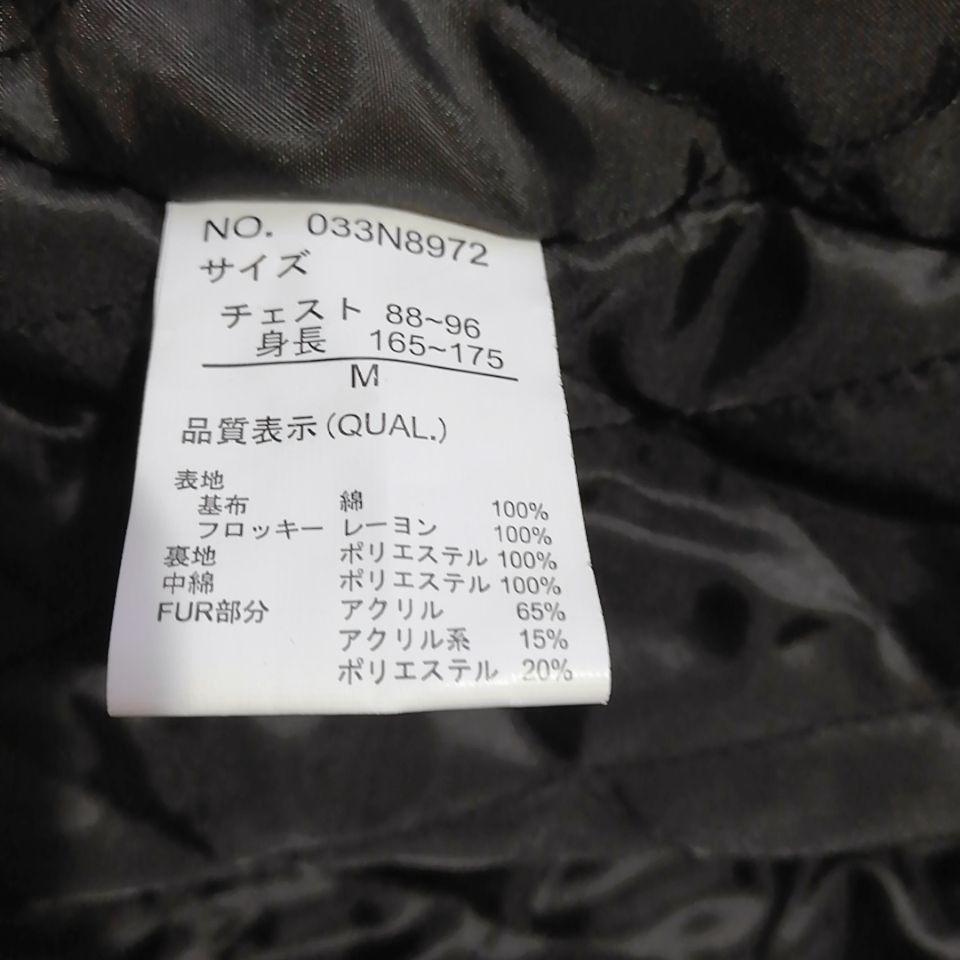 NO. 033N8972
サイズ
チェスト 88~96
身長 165~175
M
品質表示(QUAL.)
表地
基布 綿 100%
フロッキー レーヨン 100%
裏地 ポリエステル 100%
中綿 ポリエステル 100%
FUR部分 アクリル 65%
アクリル系 15%
ポリエステル 20%